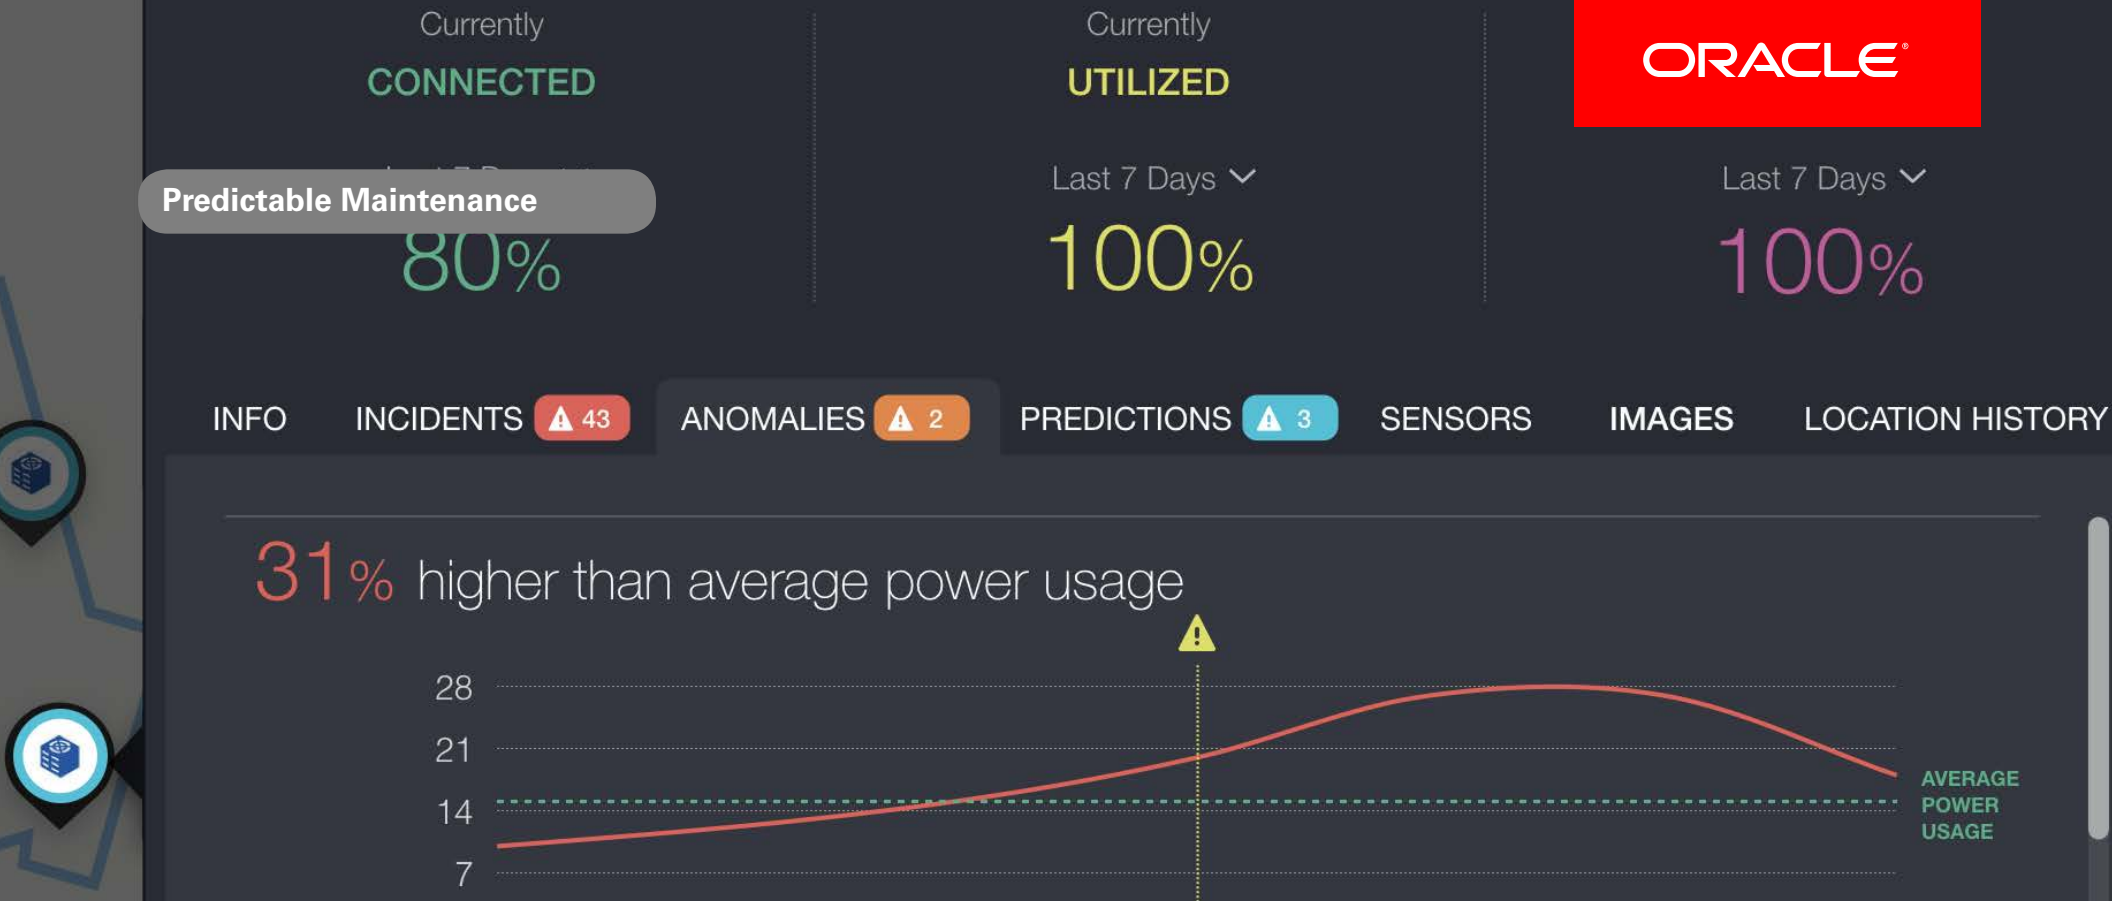 Currently
CONNECTED
Currently
UTILIZED
ORACLE®
Predictable Maintenance
80%
Last 7 Days
100%
Last 7 Days
100%
INFO
INCIDENTS 43
ANOMALIES 2
PREDICTIONS 3
SENSORS
IMAGES
LOCATION HISTORY
31% higher than average power usage
28
21
14
7
AVERAGE
POWER
USAGE